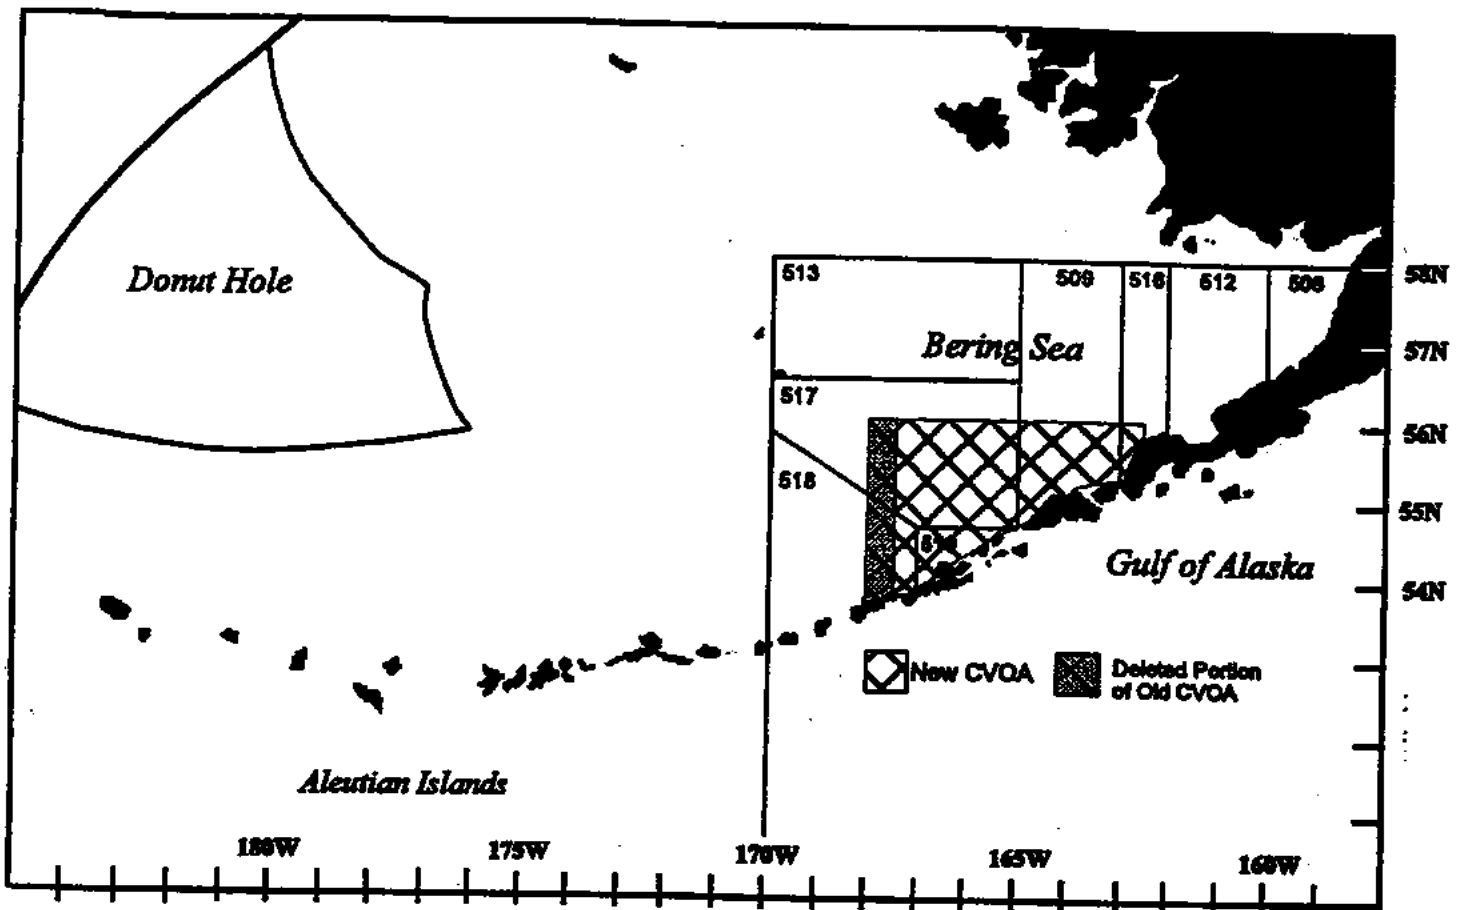 Donut Hole
513
509
516
512
508
58N
Bering Sea
57N
517
56N
518
55N
Gulf of Alaska
54N
New CVOA
Deleted Portion
of Old CVOA
Aleutian Islands
180W
175W
170W
165W
160W